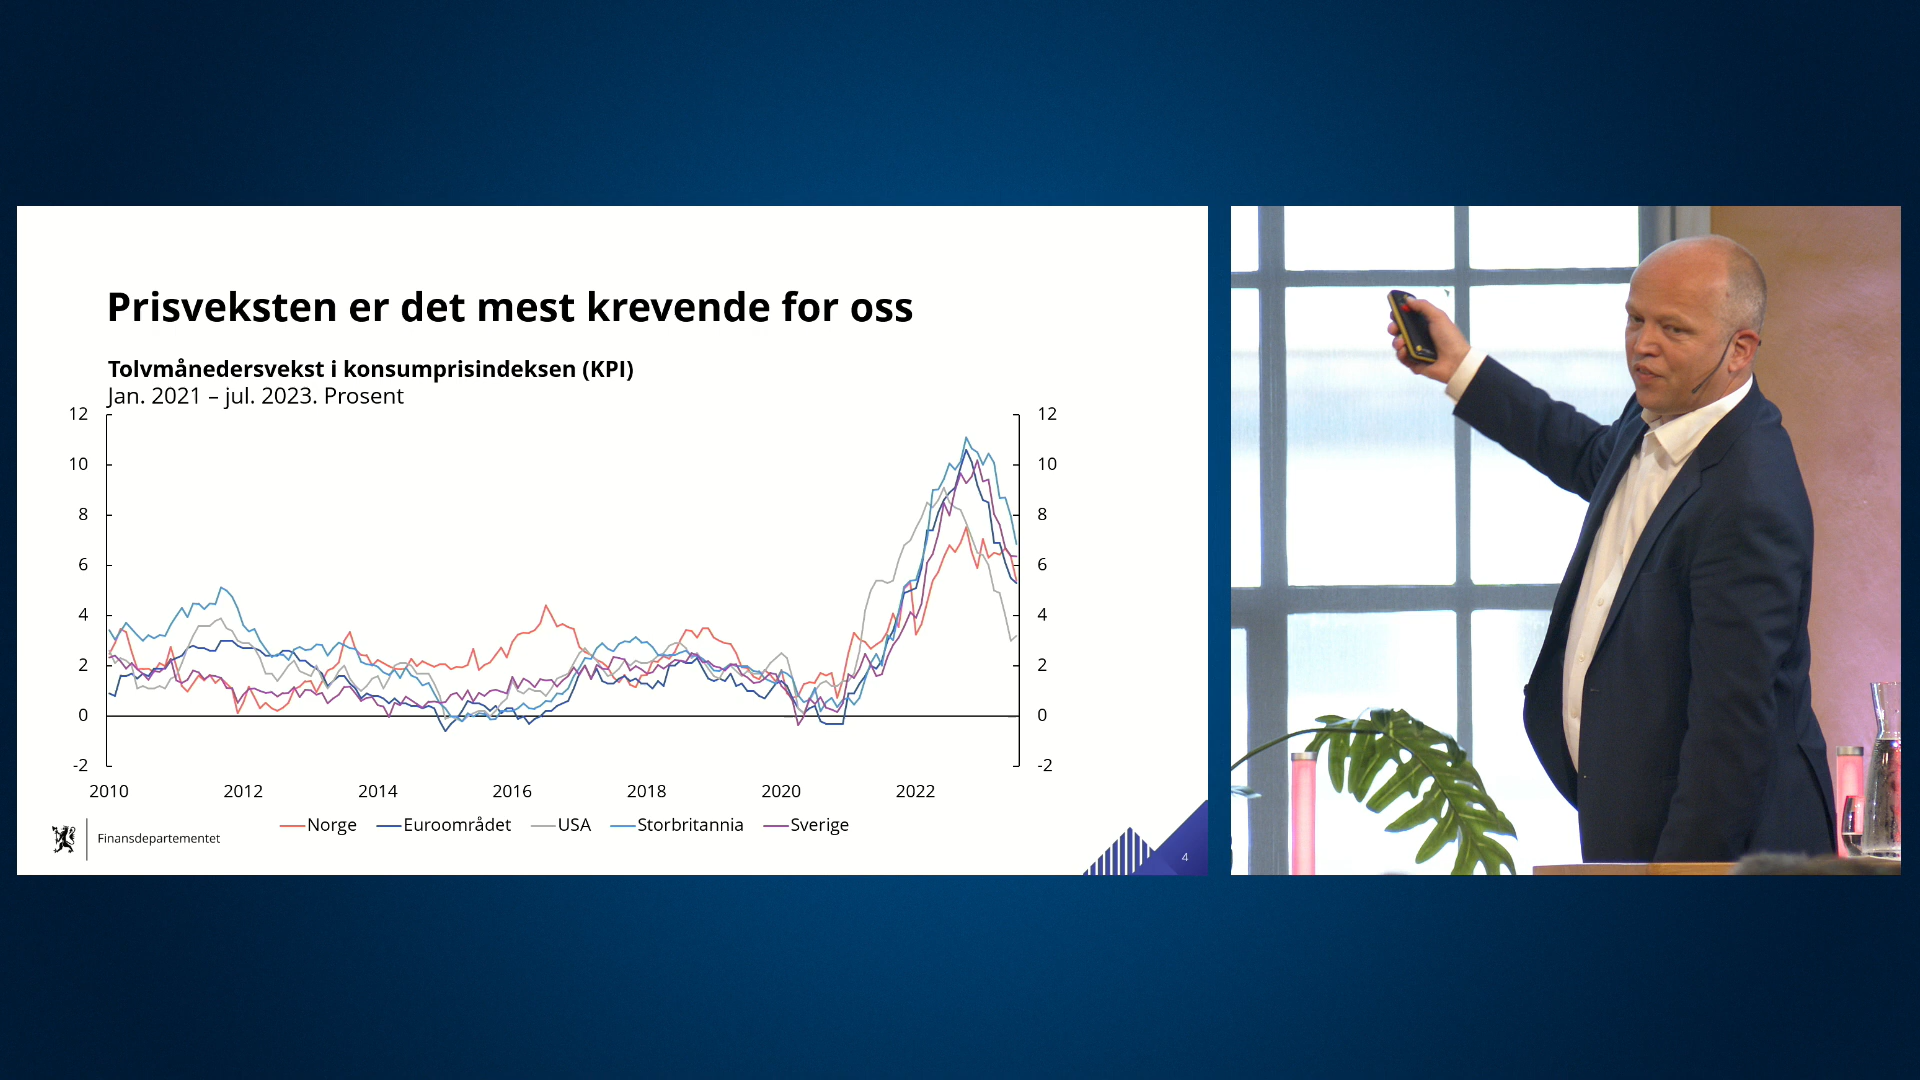 Prisveksten er det mest krevende for oss
Tolvmånedersvekst i konsumprisindeksen (KPI)
Jan. 2021 – jul. 2023. Prosent
12 12
10 10
8 8
6 6
4 4
2 2
0 0
-2 -2
2010 2012 2014 2016 2018 2020 2022
Norge Euroområdet USA Storbritannia Sverige
Finansdepartementet
4